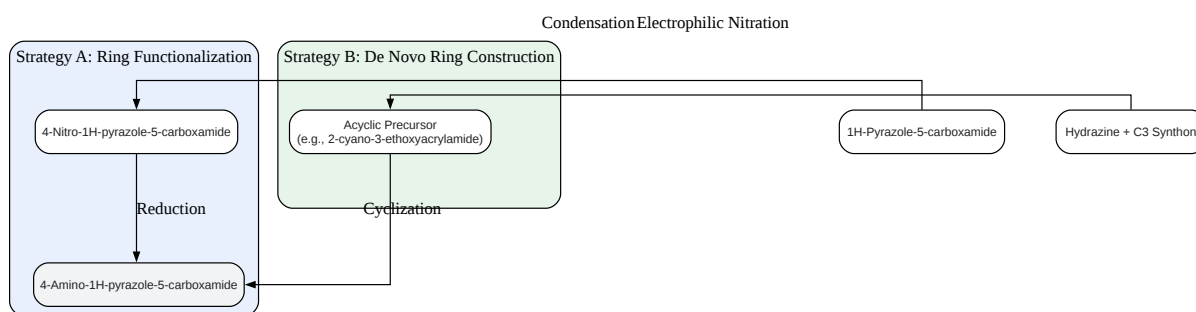 Condensation Electrophilic Nitration
Strategy A: Ring Functionalization
Strategy B: De Novo Ring Construction
4-Nitro-1H-pyrazole-5-carboxamide
Acyclic Precursor
(e.g., 2-cyano-3-ethoxyacrylamide)
1H-Pyrazole-5-carboxamide
Hydrazine + C3 Synthon
Reduction
Cyclization
4-Amino-1H-pyrazole-5-carboxamide